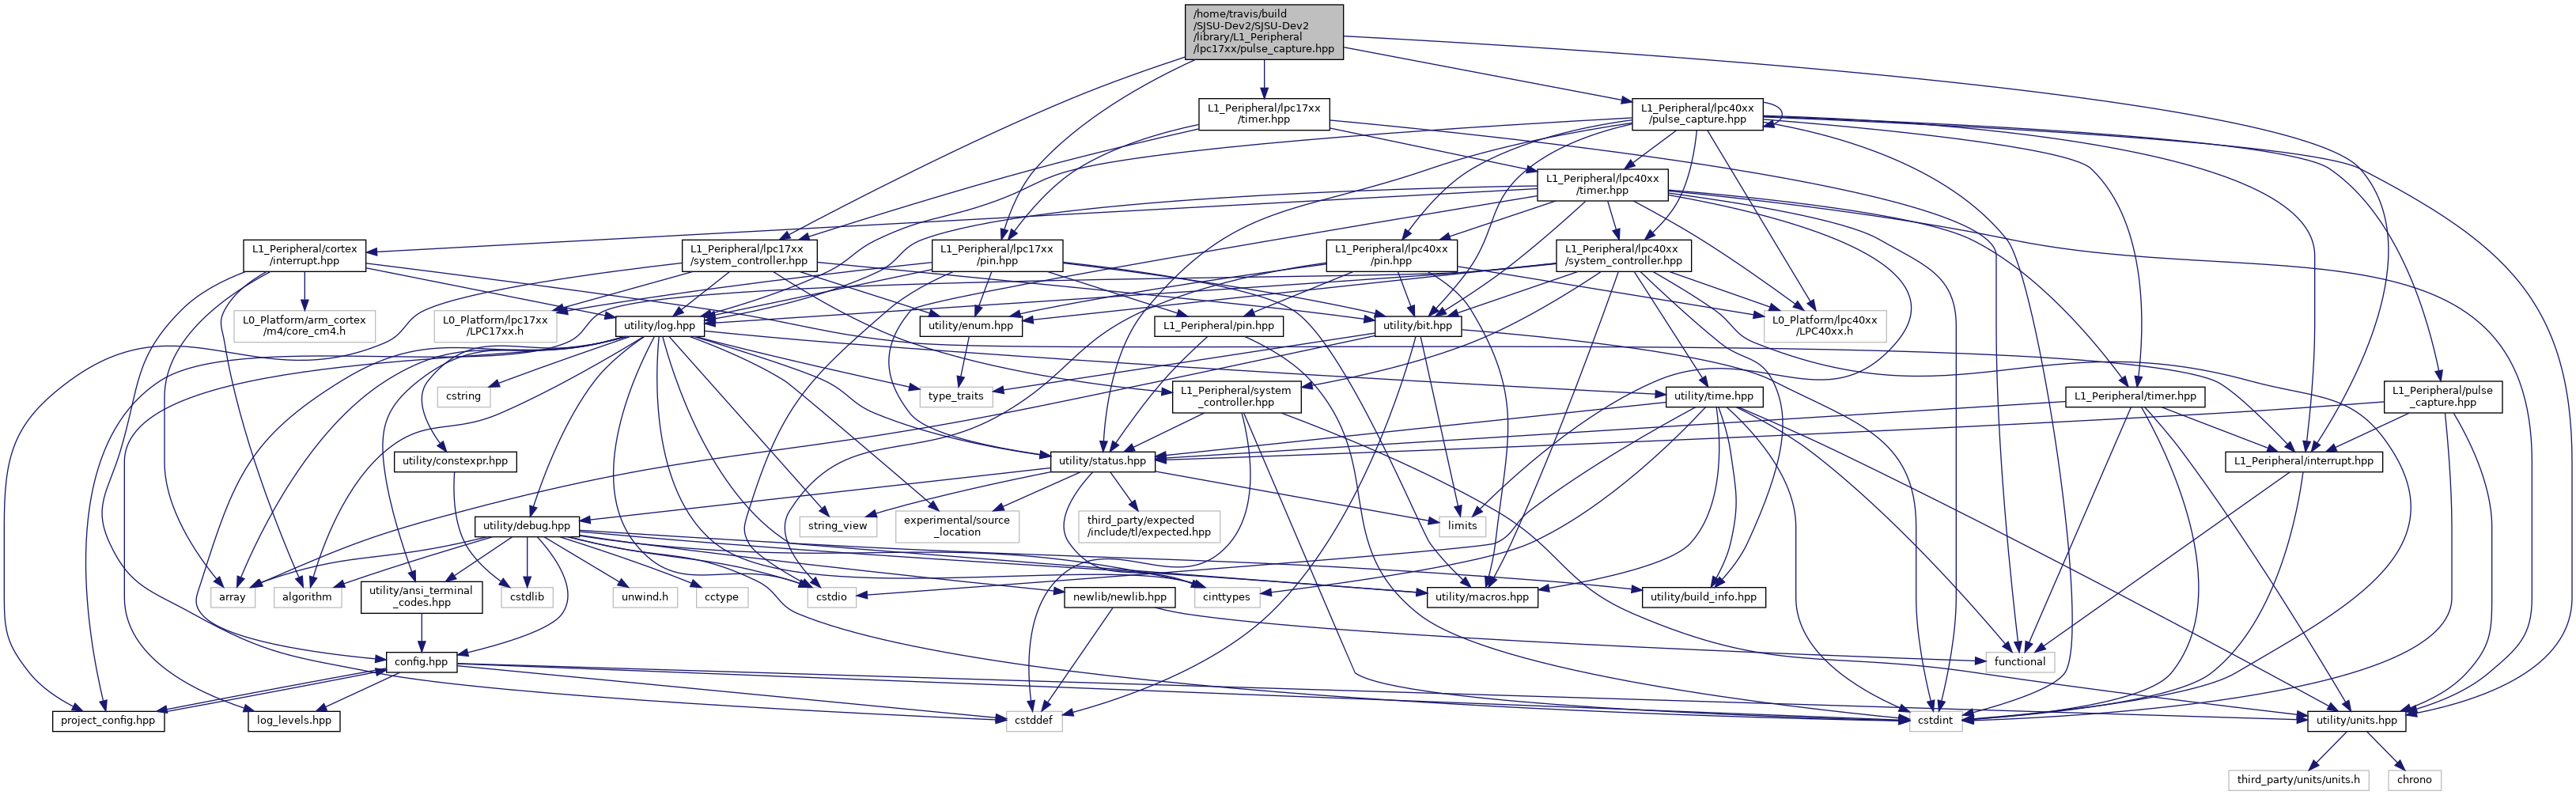 /home/travis/build
/SJSU-Dev2/SJSU-Dev2
/library/L1_Peripheral
/lpc17xx/pulse_capture.hpp
L1_Peripheral/lpc17xx
/timer.hpp
L1_Peripheral/lpc40xx
/pulse_capture.hpp
L1_Peripheral/lpc40xx
/timer.hpp
L1_Peripheral/cortex
/interrupt.hpp
L1_Peripheral/lpc17xx
/system_controller.hpp
L1_Peripheral/lpc17xx
/pin.hpp
L1_Peripheral/lpc40xx
/pin.hpp
L1_Peripheral/lpc40xx
/system_controller.hpp
L0_Platform/arm_cortex
/m4/core_cm4.h
L0_Platform/lpc17xx
/LPC17xx.h
utility/log.hpp
utility/enum.hpp
L1_Peripheral/pin.hpp
utility/bit.hpp
L0_Platform/lpc40xx
/LPC40xx.h
cstring
type_traits
L1_Peripheral/system
_controller.hpp
utility/time.hpp
L1_Peripheral/timer.hpp
L1_Peripheral/pulse
_capture.hpp
utility/constexpr.hpp
utility/status.hpp
L1_Peripheral/interrupt.hpp
utility/debug.hpp
string_view
experimental/source
_location
third_party/expected
/include/tl/expected.hpp
limits
array
algorithm
utility/ansi_terminal
_codes.hpp
cstdlib
unwind.h
cctype
cstdio
newlib/newlib.hpp
cinttypes
utility/macros.hpp
utility/build_info.hpp
config.hpp
functional
project_config.hpp
log_levels.hpp
cstddef
cstdint
utility/units.hpp
third_party/units/units.h
chrono